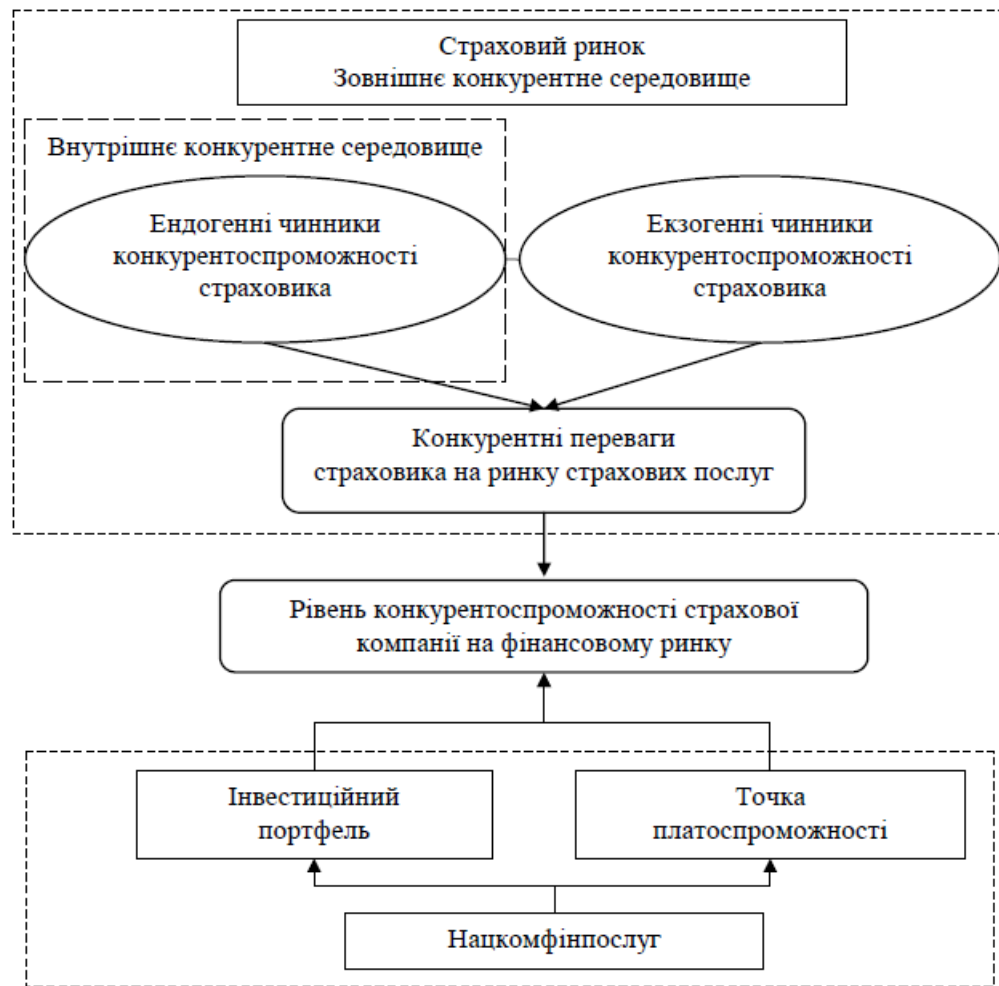 Страховий ринок
Зовнішнє конкурентне середовище
Внутрішнє конкурентне середовище
Ендогенні чинники
конкурентоспроможності
страховика
Екзогенні чинники
конкурентоспроможності
страховика
Конкурентні переваги
страховика на ринку страхових послуг
Рівень конкурентоспроможності страхової
компанії на фінансовому ринку
Інвестиційний
портфель
Точка
платоспроможності
Нацкомфінпослуг